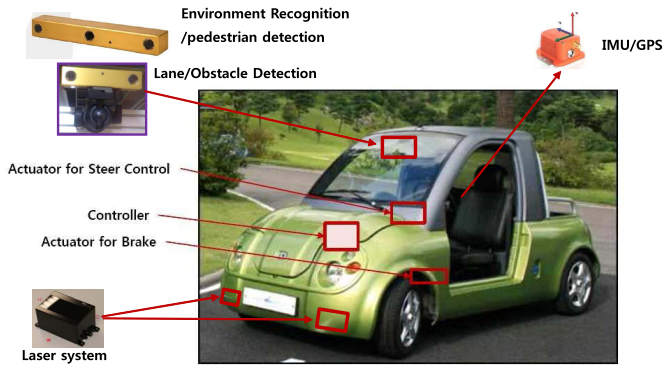 Environment Recognition
/pedestrian detection
IMU/GPS
Lane/Obstacle Detection
Actuator for Steer Control
Controller
Actuator for Brake
Laser system